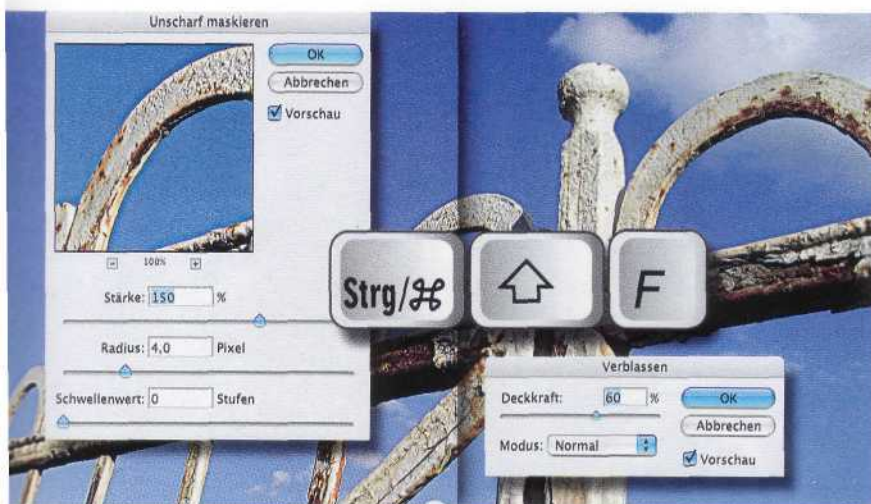 Unscharf maskieren
OK
Abbrechen
Vorschau
100%
Stärke: 150 %
Radius: 4,0 Pixel
Schwellenwert: 0 Stufen
Strg/⌘
⇧
F
Verblassen
Deckkraft: 60 %
OK
Abbrechen
Modus: Normal
Vorschau